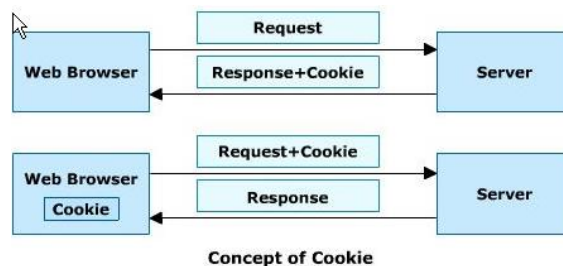 Request
Web Browser
Response+Cookie
Server
Request+Cookie
Web Browser
Cookie
Response
Server
Concept of Cookie